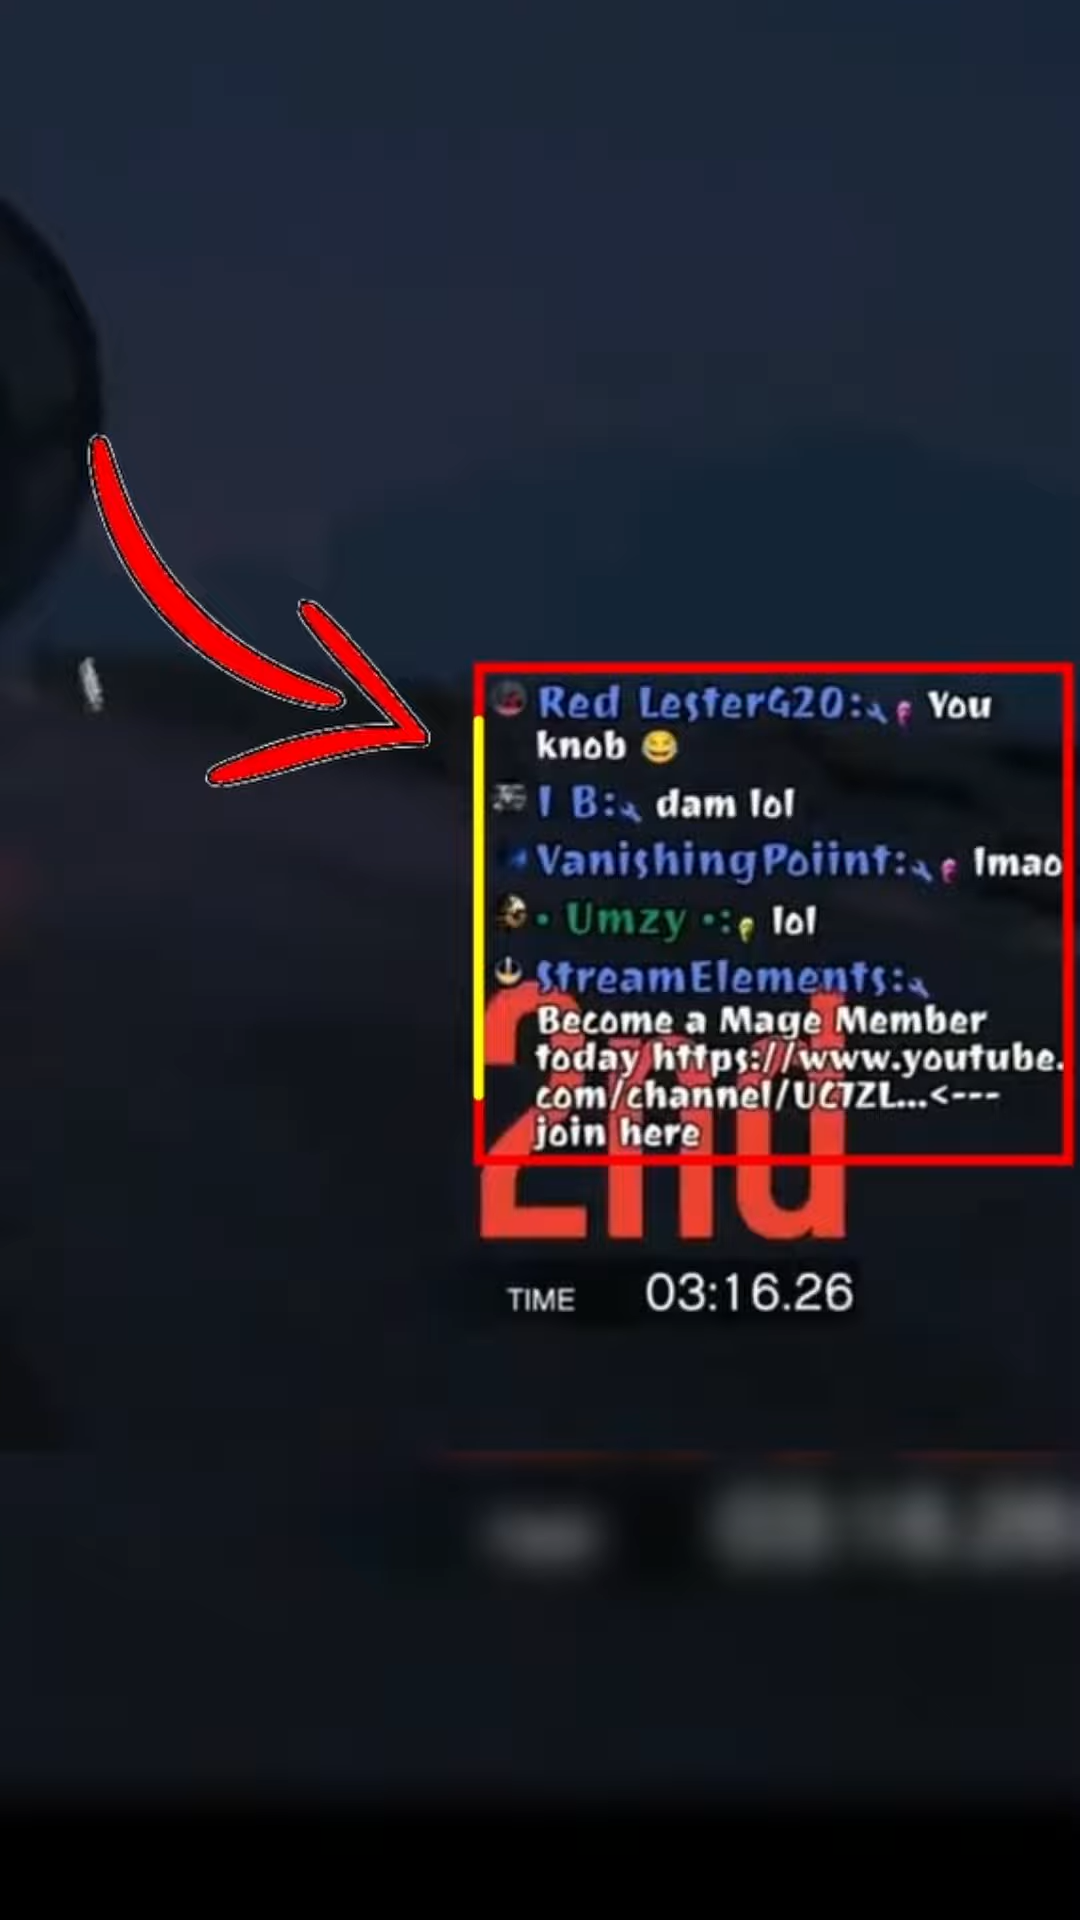 Red Lester420: You
knob 😂
I B: dam lol
VanishingPoiint: lmao
• Umzy •: lol
StreamElements:
Become a Mage Member
today https://www.youtube.
com/channel/UC7ZL...<---
join here
2nd
TIME 03:16.26